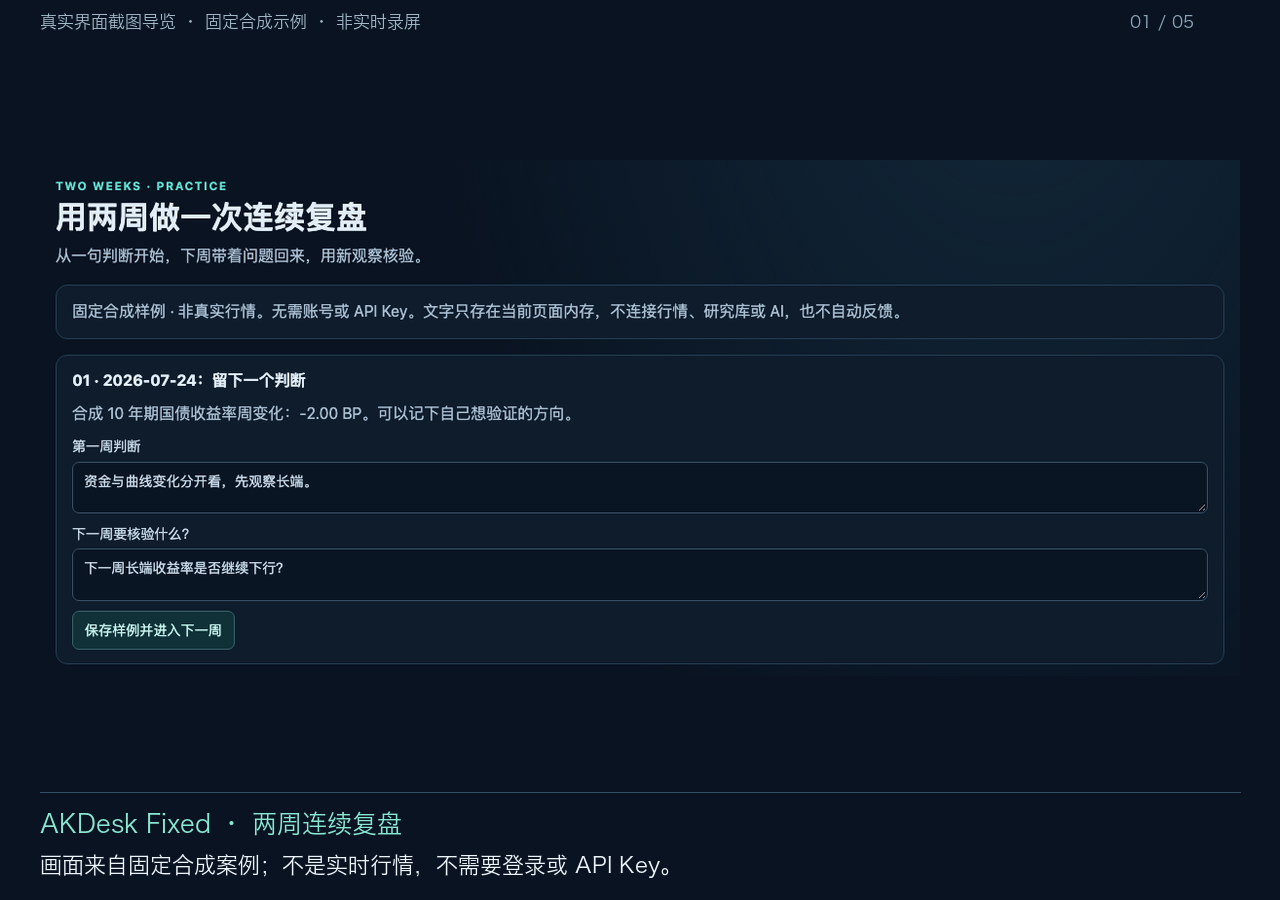 真实界面截图导览 · 固定合成示例 · 非实时录屏
01 / 05
TWO WEEKS · PRACTICE
用两周做一次连续复盘
从一句判断开始，下周带着问题回来，用新观察核验。
固定合成样例 · 非真实行情。无需账号或 API Key。文字只存在当前页面内存，不连接行情、研究库或 AI，也不自动反馈。
01 · 2026-07-24：留下一个判断
合成 10 年期国债收益率周变化：-2.00 BP。可以记下自己想验证的方向。
第一周判断
资金与曲线变化分开看，先观察长端。
下一周要核验什么?
下一周长端收益率是否继续下行?
保存样例并进入下一周
AKDesk Fixed · 两周连续复盘
画面来自固定合成案例；不是实时行情，不需要登录或 API Key。